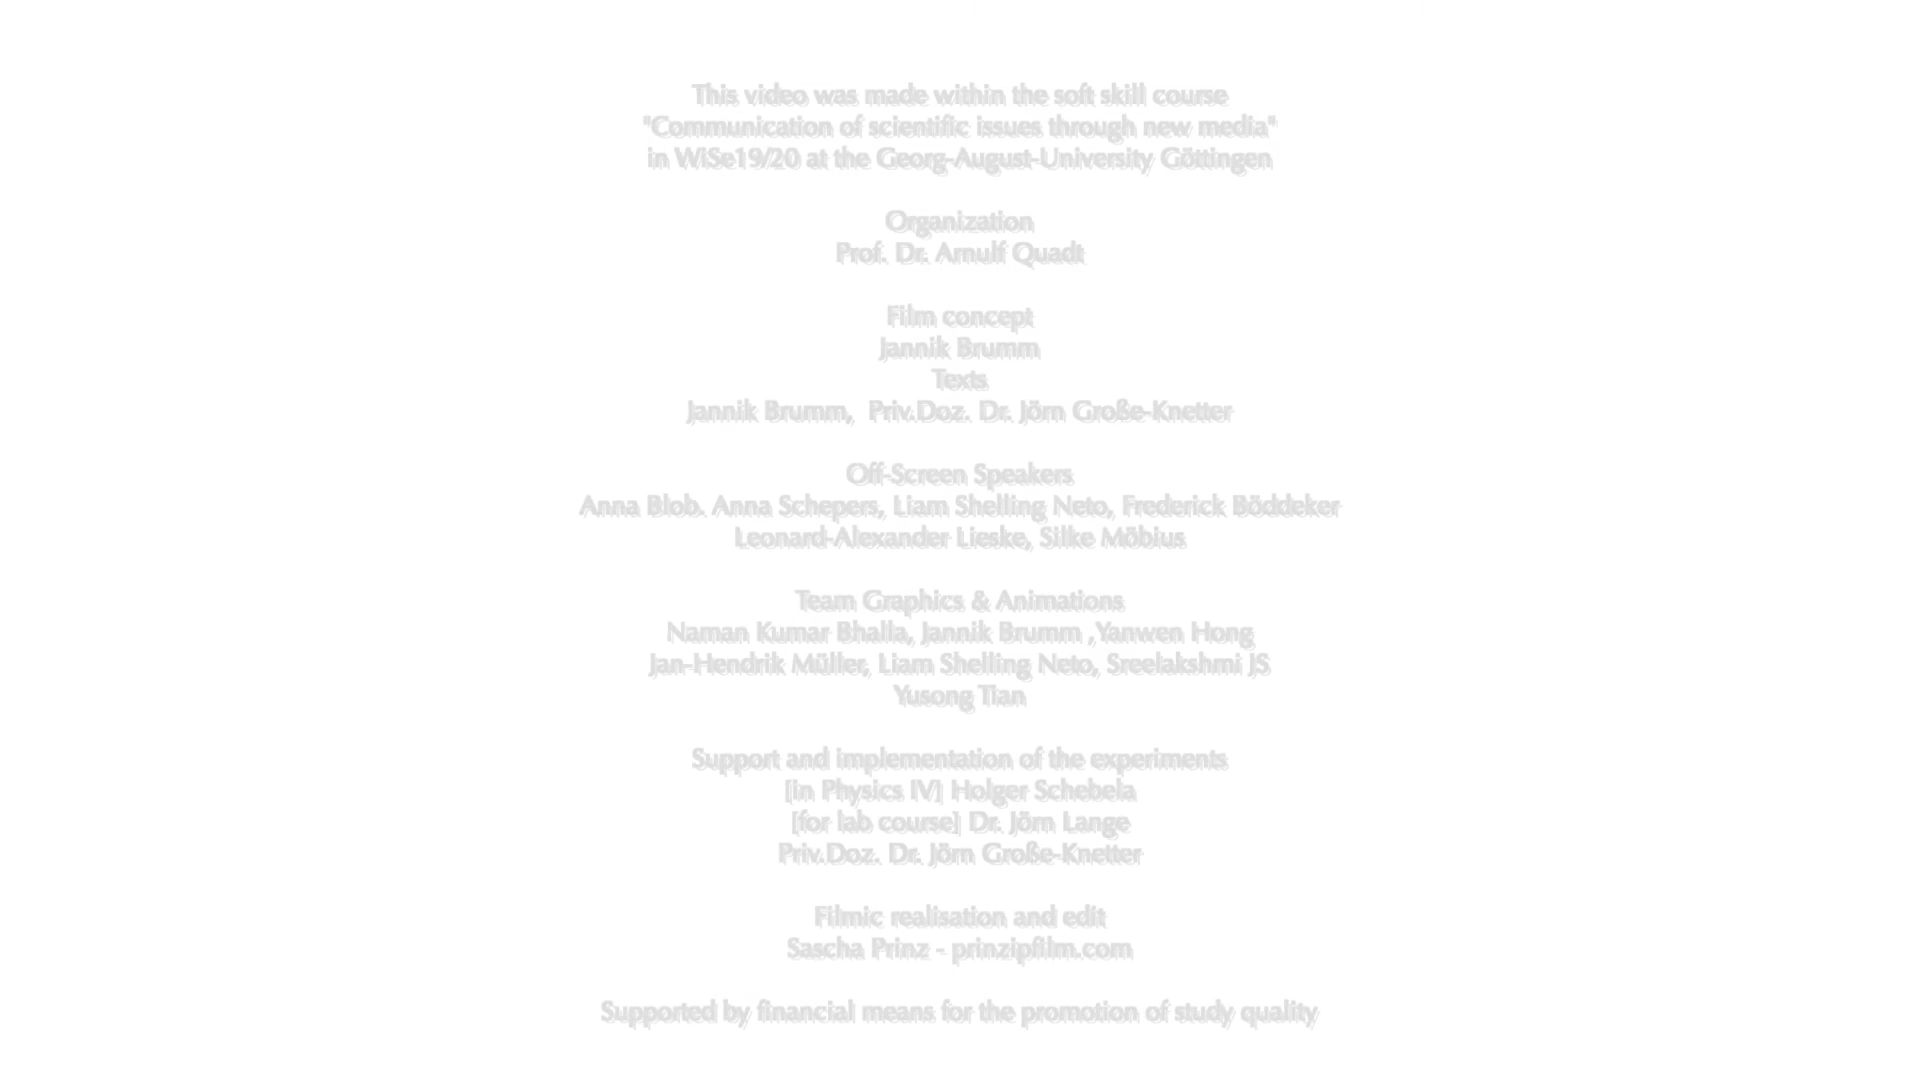 This video was made within the soft skill course
"Communication of scientific issues through new media"
in WiSe19/20 at the Georg-August-University Göttingen
Organization
Prof. Dr. Arnulf Quadt
Film concept
Jannik Brumm
Texts
Jannik Brumm,  Priv.Doz. Dr. Jörn Große-Knetter
Off-Screen Speakers
Anna Blob. Anna Schepers, Liam Shelling Neto, Frederick Böddeker
Leonard-Alexander Lieske, Silke Möbius
Team Graphics & Animations
Naman Kumar Bhalla, Jannik Brumm ,Yanwen Hong
Jan-Hendrik Müller, Liam Shelling Neto, Sreelakshmi JS
Yusong Tian
Support and implementation of the experiments
[in Physics IV] Holger Schebela
[for lab course] Dr. Jörn Lange
Priv.Doz. Dr. Jörn Große-Knetter
Filmic realisation and edit
Sascha Prinz - prinzipfilm.com
Supported by financial means for the promotion of study quality